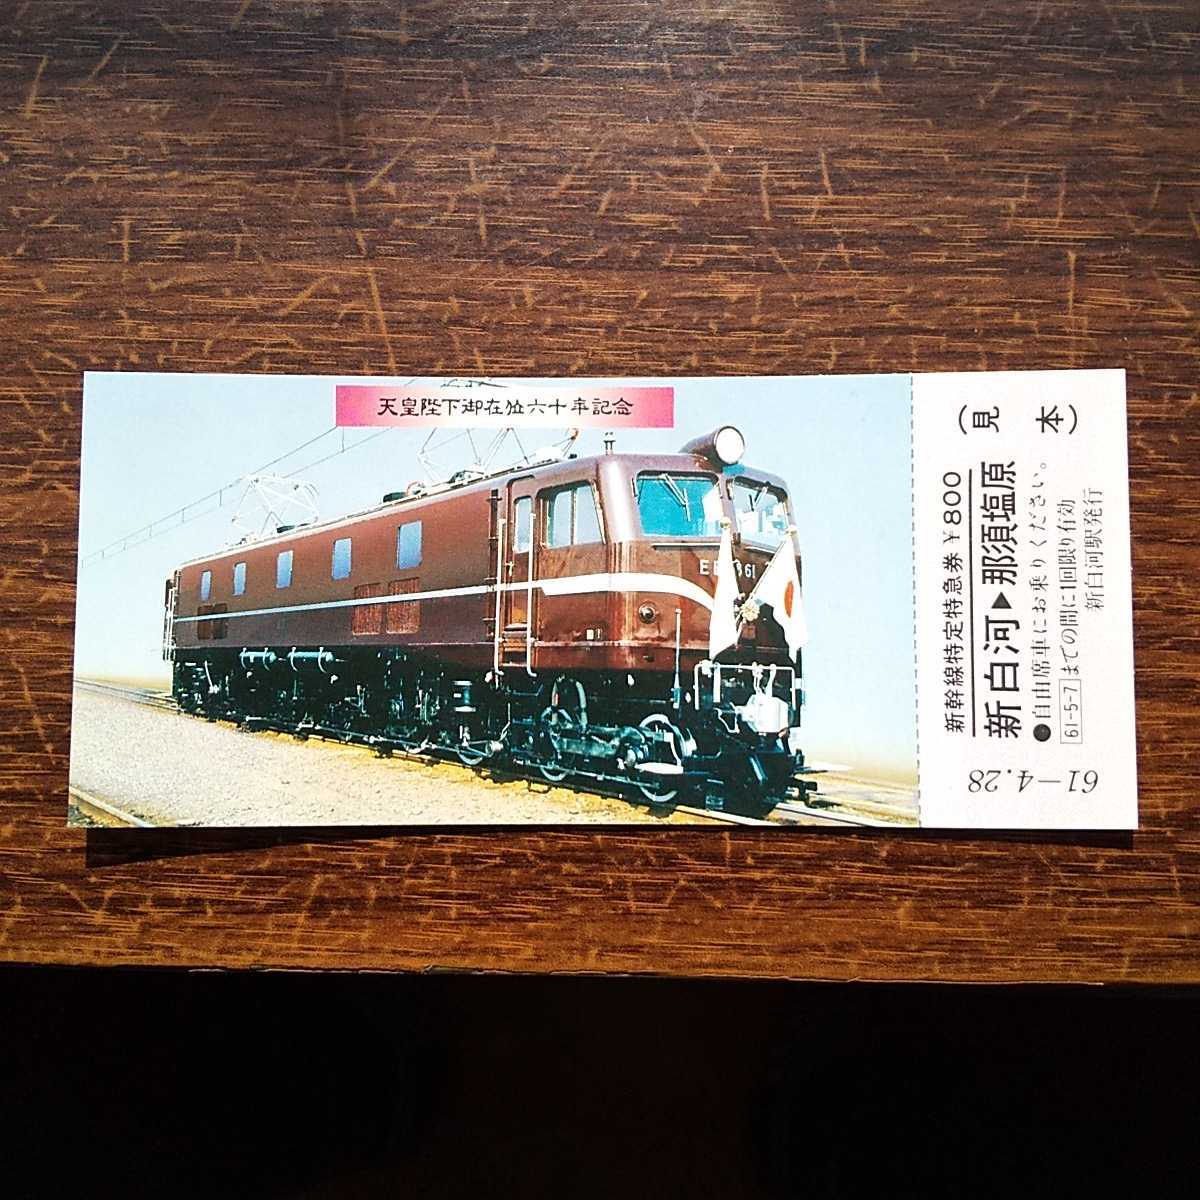 天皇陛下御在位六十年記念
EF 5861
(見本)
新幹線特定特急券 ¥800
新白河▶那須塩原
●自由席車にお乗りください。
61-5-7までの間に1回限り有効
新白河駅発行
61-4.28